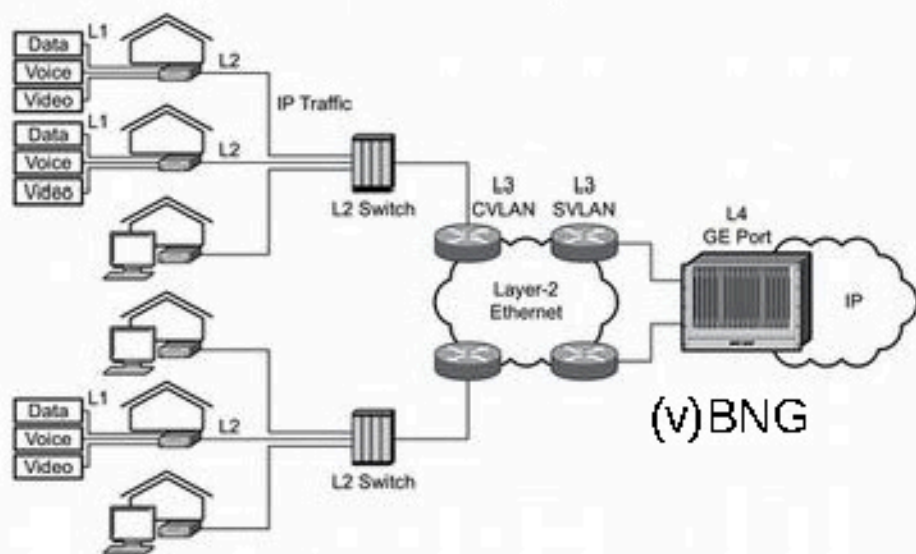 L1
Data
Voice
Video
L2
IP Traffic
L1
Data
Voice
Video
L2
L2 Switch
L3
CVLAN
L3
SVLAN
L4
GE Port
Layer-2
Ethernet
IP
(v)BNG
L1
Data
Voice
Video
L2
L2 Switch